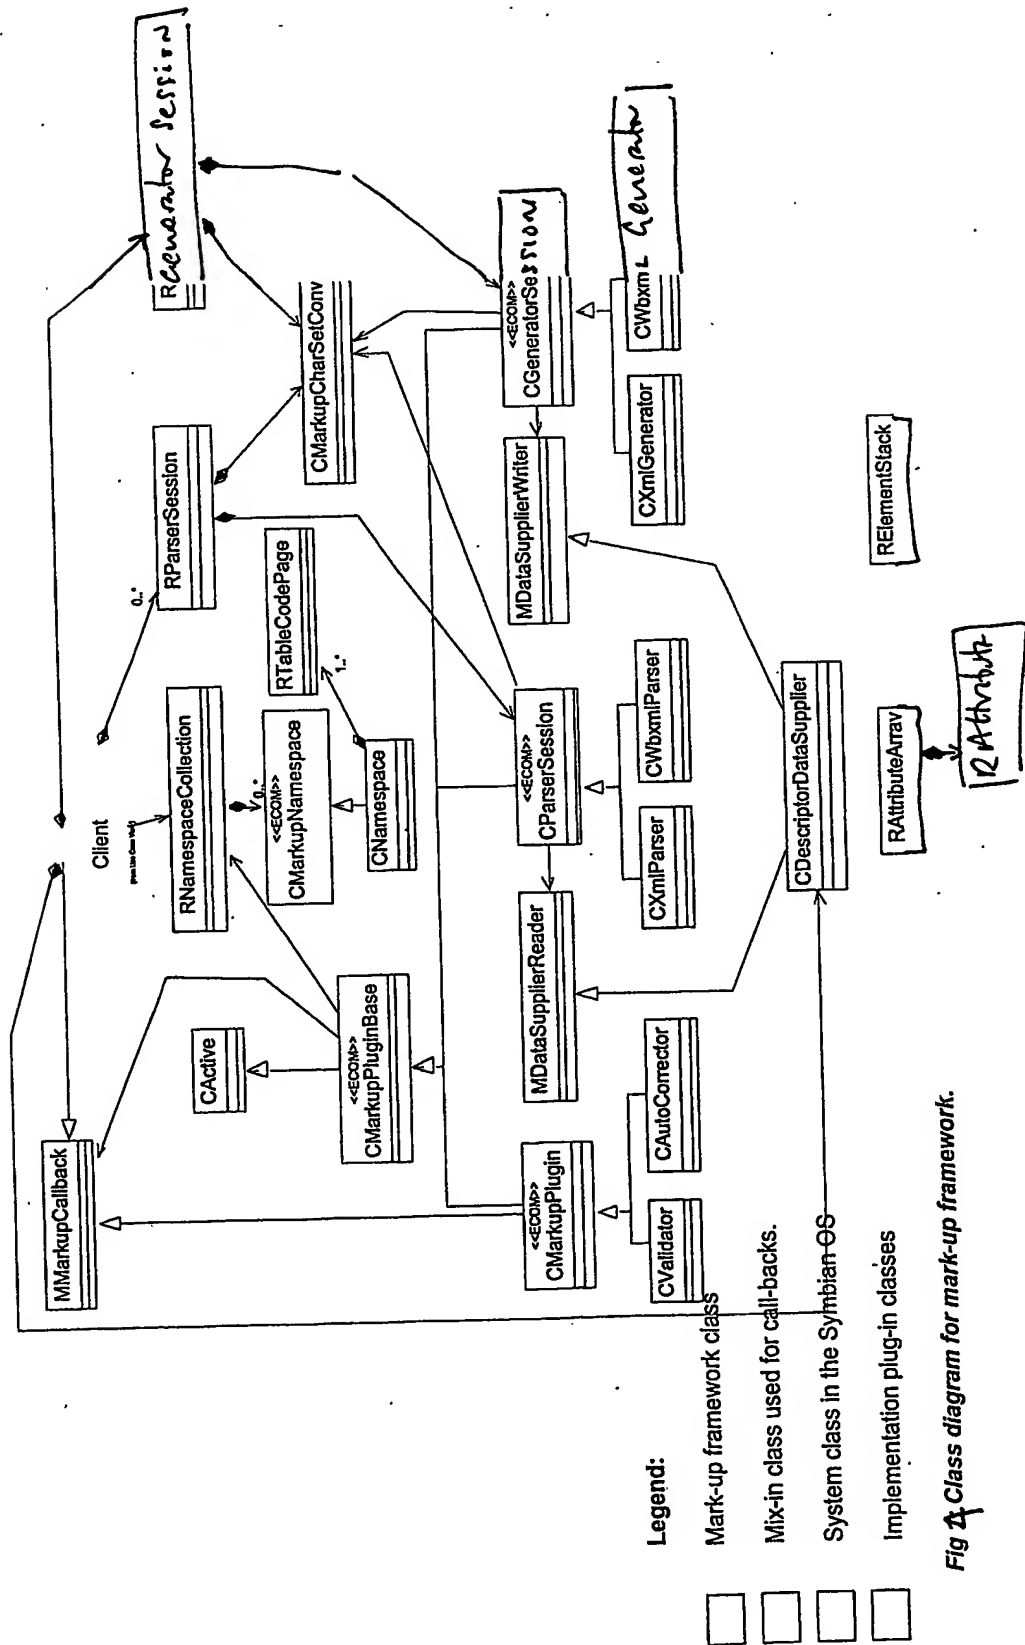 MMarkupCallback
Client
RGenerator Session
CActive
RNamespaceCollection
0..*
RParserSession
<<ECOM>>
CMarkupPluginBase
0..*
<<ECOM>>
CMarkupNamespace
RTableCodePage
1..*
CMarkupCharSetConv
CNamespace
<<ECOM>>
CMarkupPlugin
MDataSupplierReader
<<ECOM>>
CParserSession
MDataSupplierWriter
<<ECOM>>
CGeneratorSession
CValidator
CAutoCorrector
CXmlParser
CWbxmlParser
CXmlGenerator
CWbxmL Generator
CDescriptorDataSupplier
RAttributeArray
RElementStack
RAttribute
Legend:
Mark-up framework class
Mix-in class used for call-backs.
System class in the Symbian OS
Implementation plug-in classes
Fig Class diagram for mark-up framework.